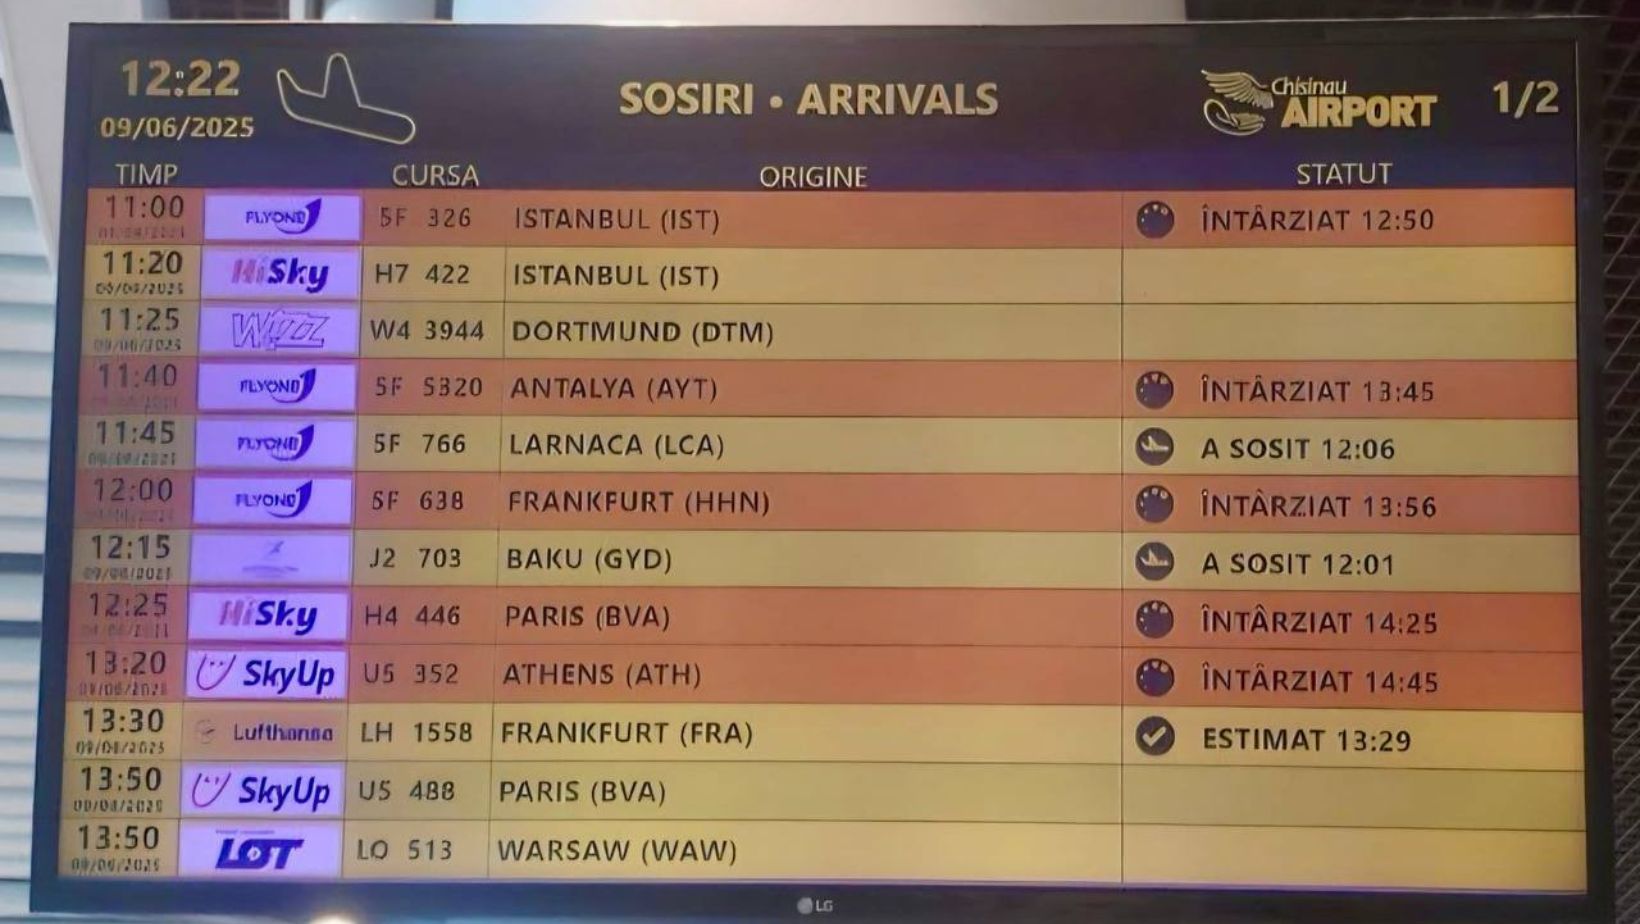 12:22
09/06/2025
SOSIRI • ARRIVALS
Chisinau
AIRPORT
1/2
TIMP CURSA ORIGINE STATUT
11:00 FLYONE 5F 326 ISTANBUL (IST) ÎNTÂRZIAT 12:50
11:20 HiSky H7 422 ISTANBUL (IST)
11:25 Wizz W4 3944 DORTMUND (DTM)
11:40 FLYONE 5F 5320 ANTALYA (AYT) ÎNTÂRZIAT 13:45
11:45 FLYONE 5F 766 LARNACA (LCA) A SOSIT 12:06
12:00 FLYONE 5F 638 FRANKFURT (HHN) ÎNTÂRZIAT 13:56
12:15 J2 703 BAKU (GYD) A SOSIT 12:01
12:25 HiSky H4 446 PARIS (BVA) ÎNTÂRZIAT 14:25
13:20 SkyUp U5 352 ATHENS (ATH) ÎNTÂRZIAT 14:45
13:30 Lufthansa LH 1558 FRANKFURT (FRA) ESTIMAT 13:29
13:50 SkyUp U5 488 PARIS (BVA)
13:50 LOT LO 513 WARSAW (WAW)
LG